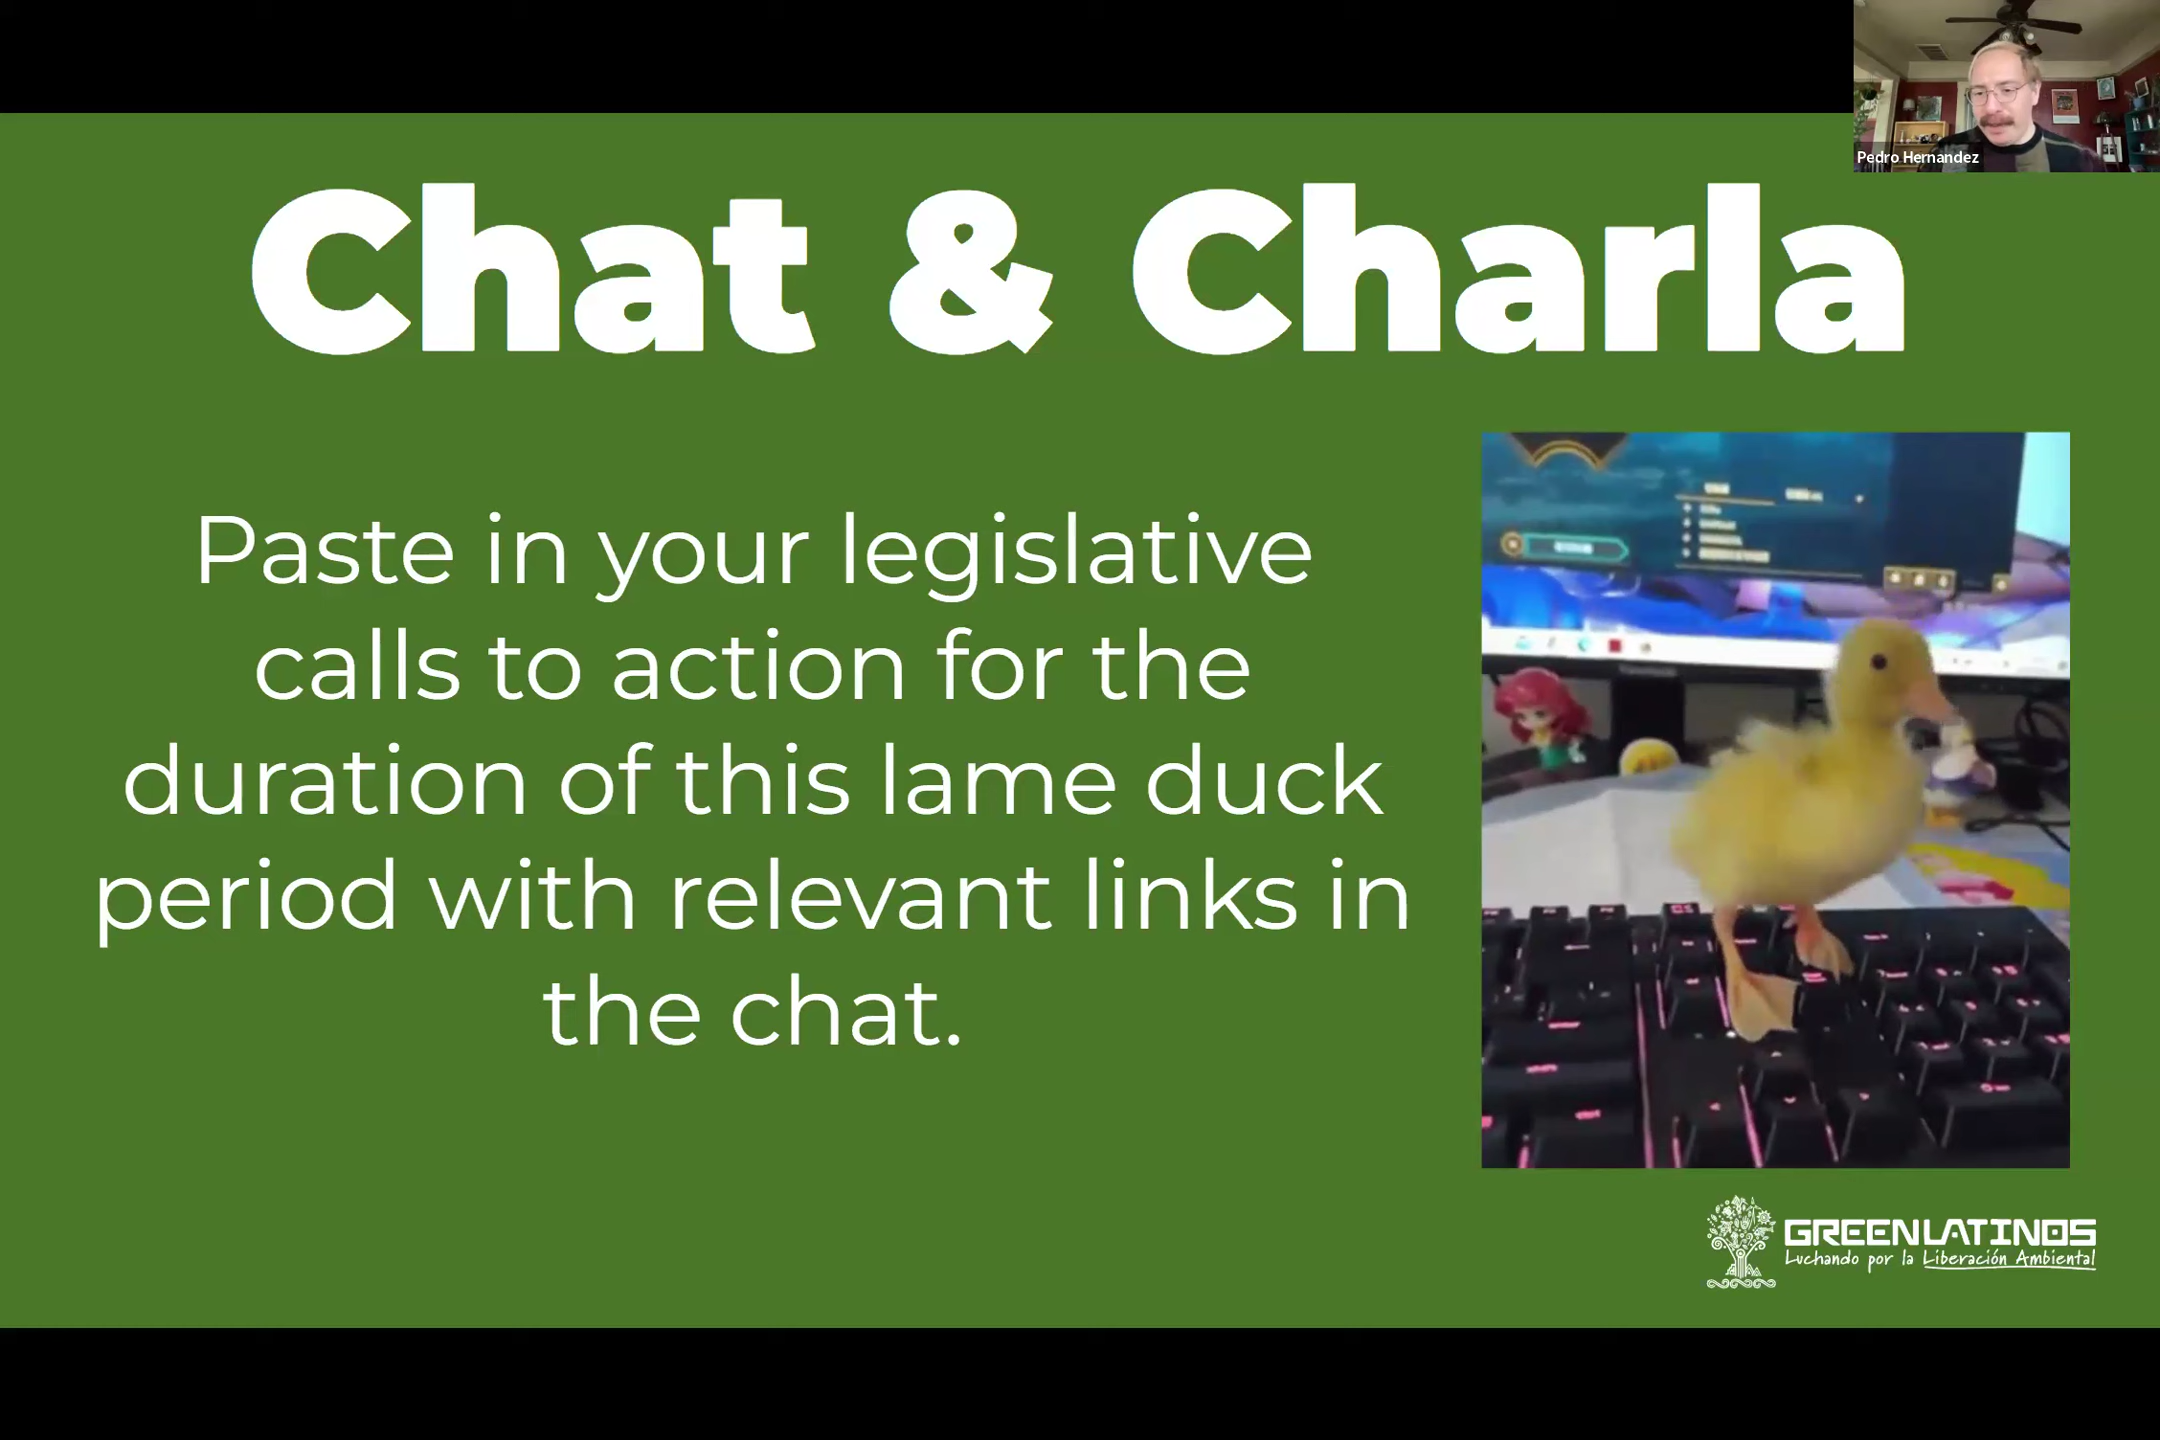 Pedro Hernandez
Chat & Charla
Paste in your legislative
calls to action for the
duration of this lame duck
period with relevant links in
the chat.
GREENLATINOS
Luchando por la Liberación Ambiental